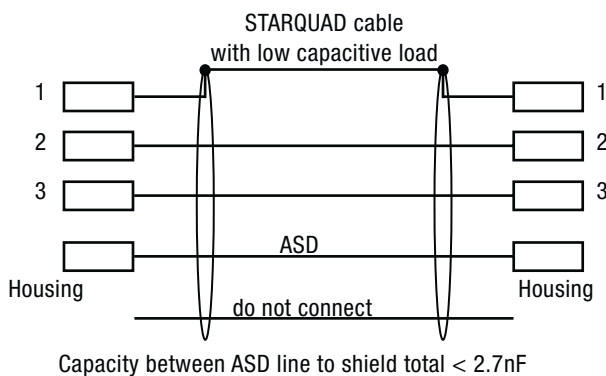 STARQUAD cable
with low capacitive load
1 1
2 2
3 3
ASD
Housing Housing
do not connect
Capacity between ASD line to shield total < 2.7nF